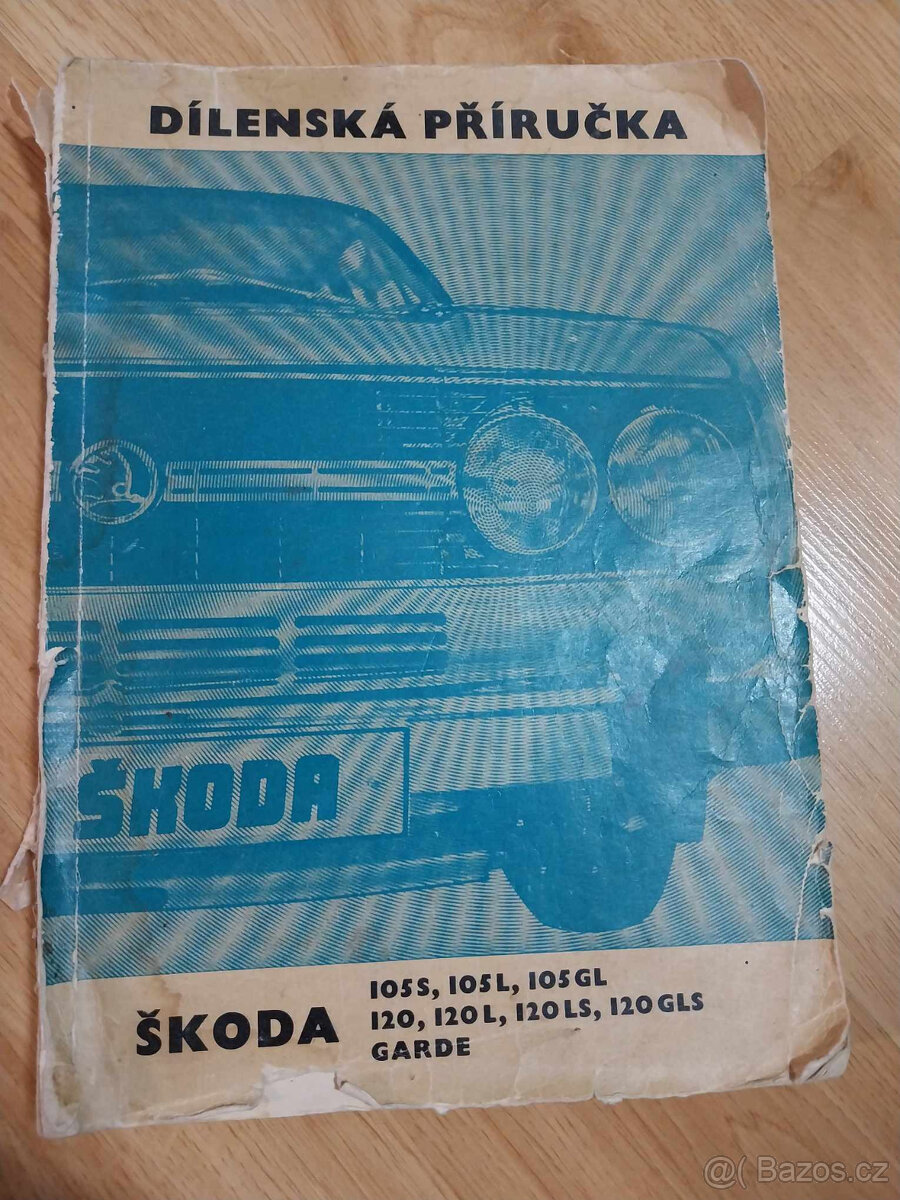 DÍLENSKÁ PŘÍRUČKA
ŠKODA
ŠKODA
105S, 105L, 105GL
120, 120L, 120LS, 120GLS
GARDE
@( Bazos.cz